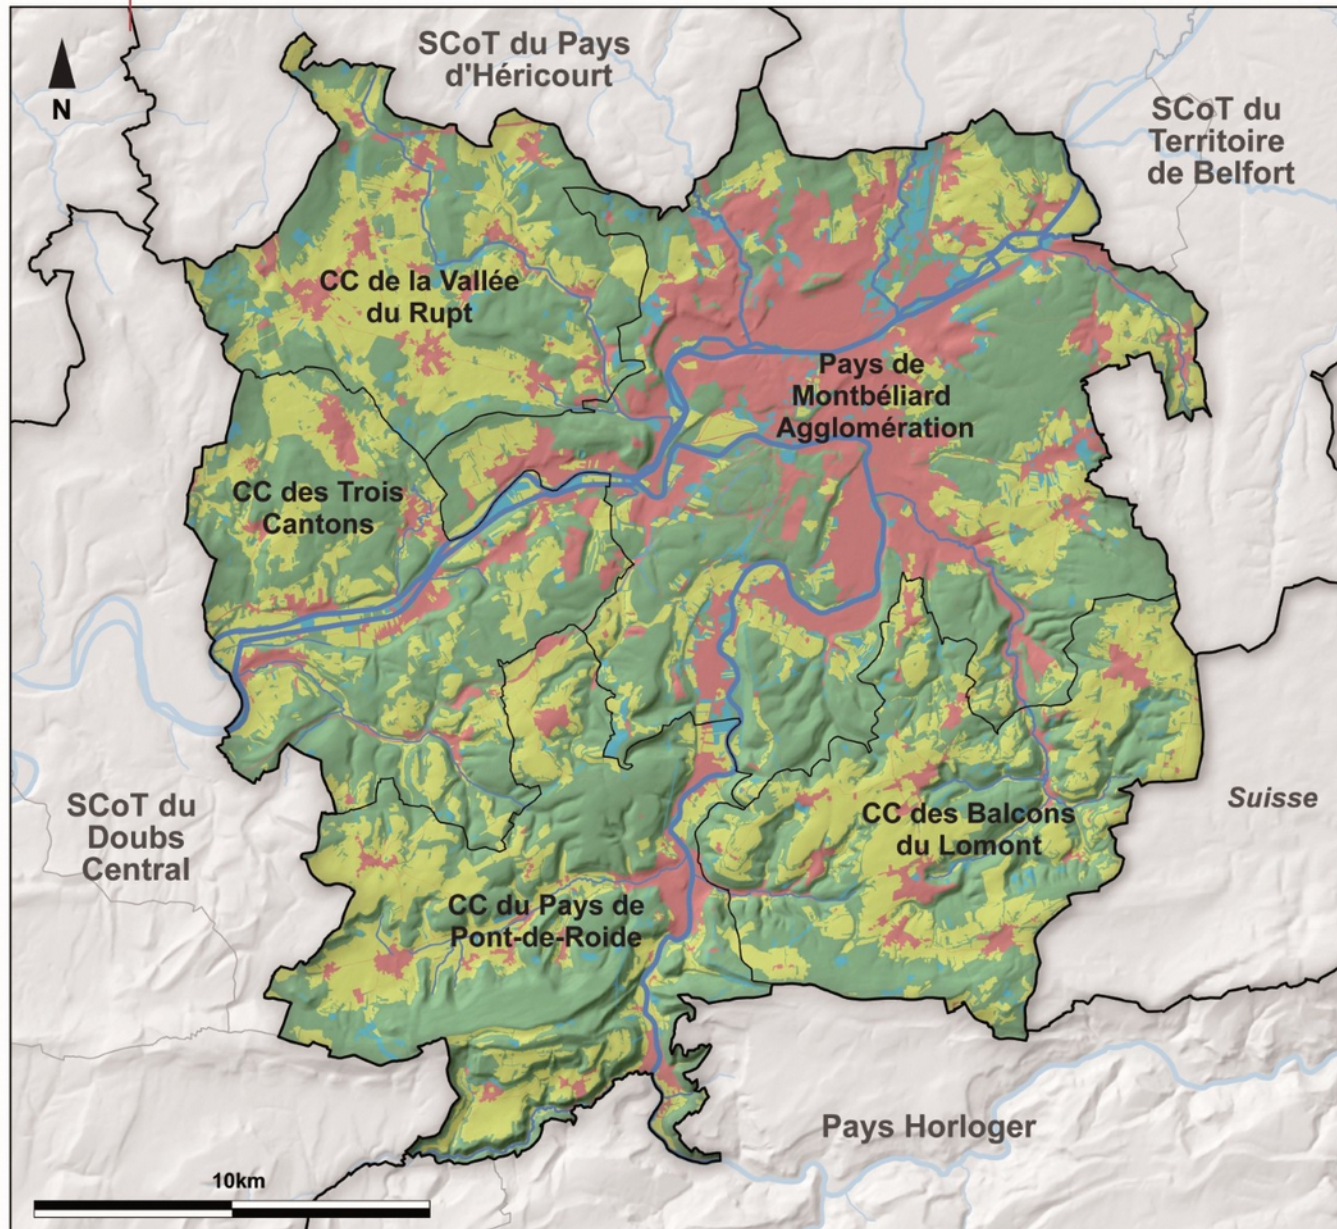 SCoT du Pays
d'Héricourt
N
SCoT du
Territoire
de Belfort
CC de la Vallée
du Rupt
Pays de
Montbéliard
Agglomération
CC des Trois
Cantons
SCoT du
Doubs
Central
Suisse
CC des Balcons
du Lomont
CC du Pays de
Pont-de-Roide
Pays Horloger
10km